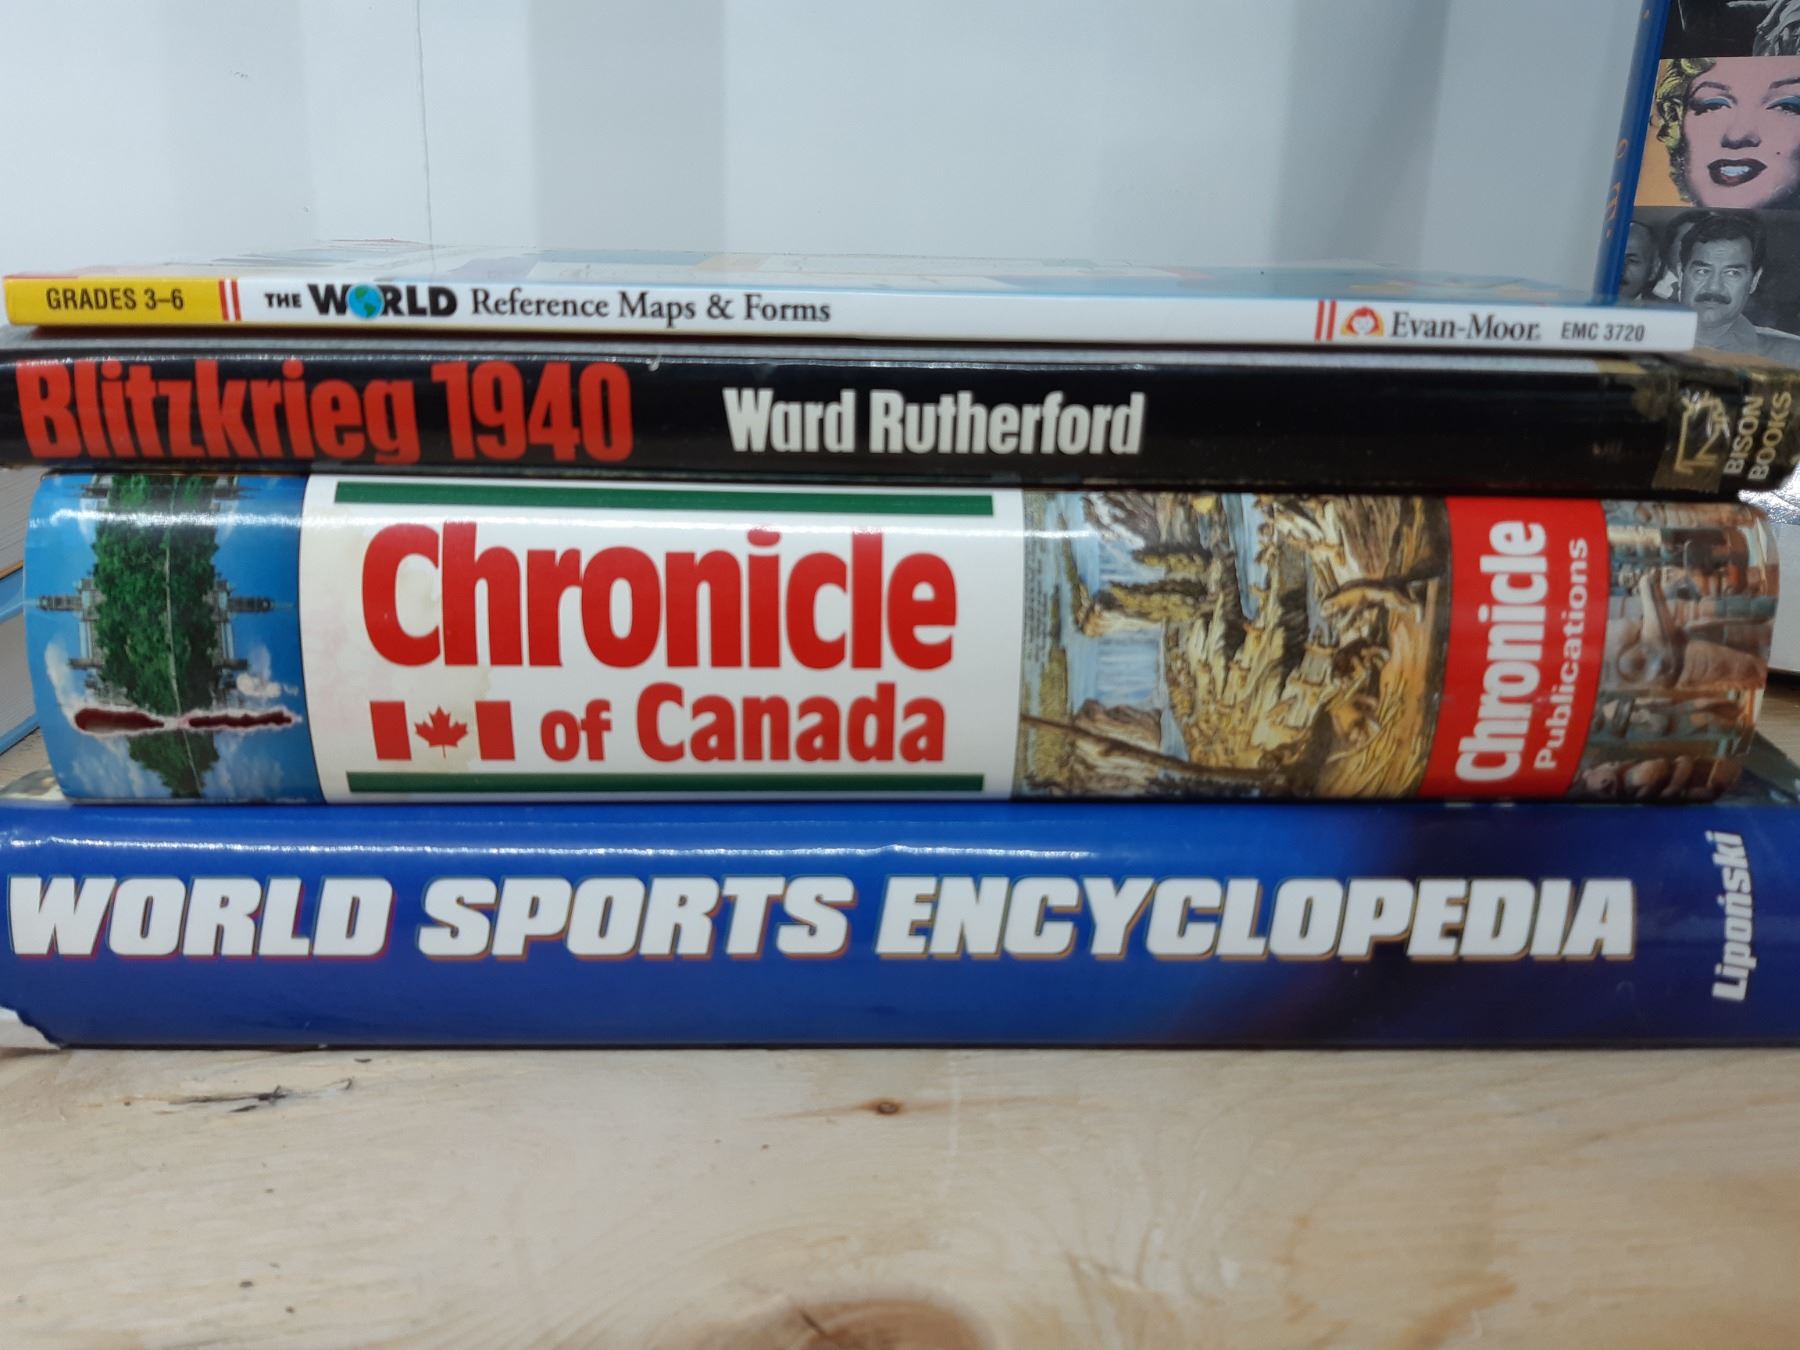 GRADES 3–6 THE WORLD Reference Maps & Forms Evan-Moor. EMC 3720
Blitzkrieg 1940 Ward Rutherford
BISON
BOOKS
Chronicle
of Canada
Chronicle
Publications
WORLD SPORTS ENCYCLOPEDIA
Lipoński